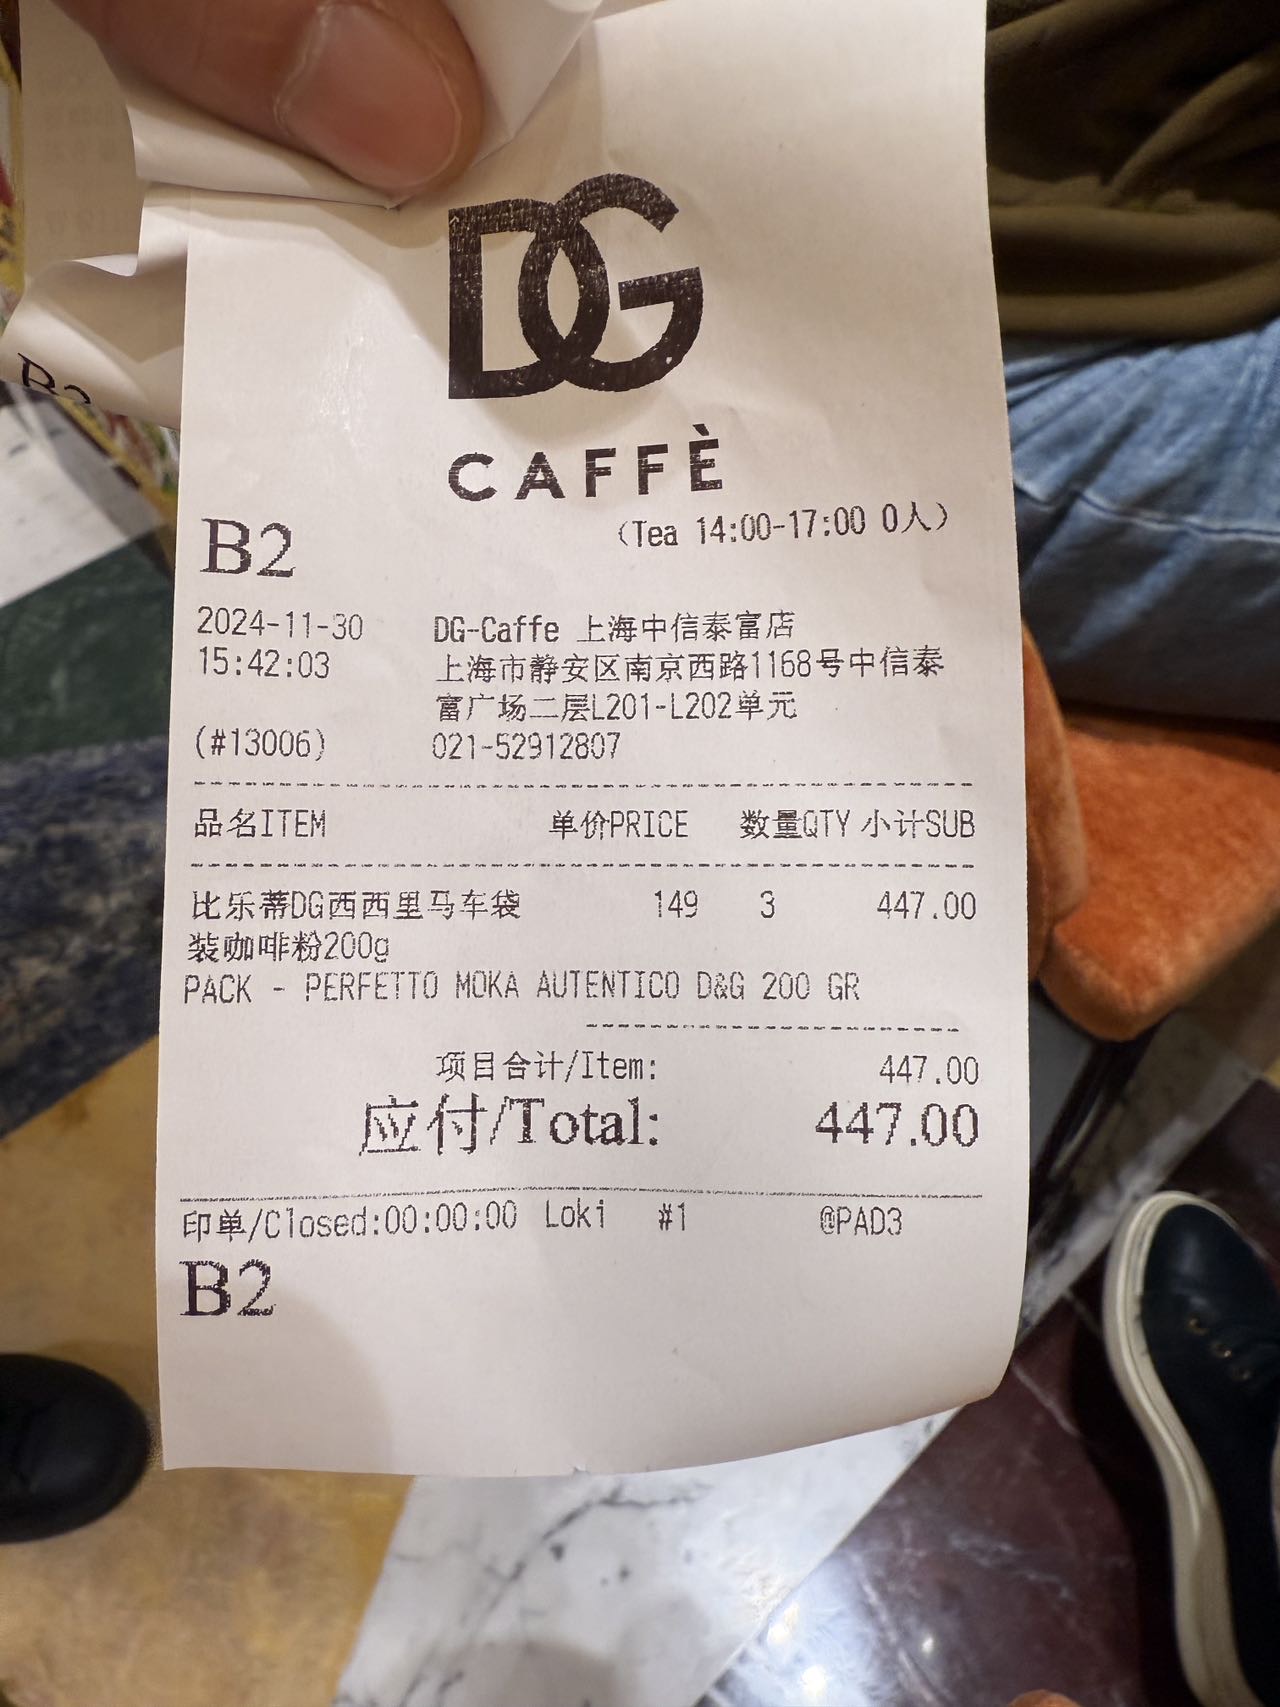 DG
CAFFÈ
(Tea 14:00-17:00 0人)
B2
2024-11-30 DG-Caffe 上海中信泰富店
15:42:03 上海市静安区南京西路1168号中信泰
富广场二层L201-L202单元
(#13006) 021-52912807
品名ITEM 单价PRICE 数量QTY 小计SUB
比乐蒂DG西西里马车袋 149 3 447.00
装咖啡粉200g
PACK - PERFETTO MOKA AUTENTICO D&G 200 GR
项目合计/Item: 447.00
应付/Total: 447.00
印单/Closed:00:00:00 Loki #1 @PAD3
B2
B2